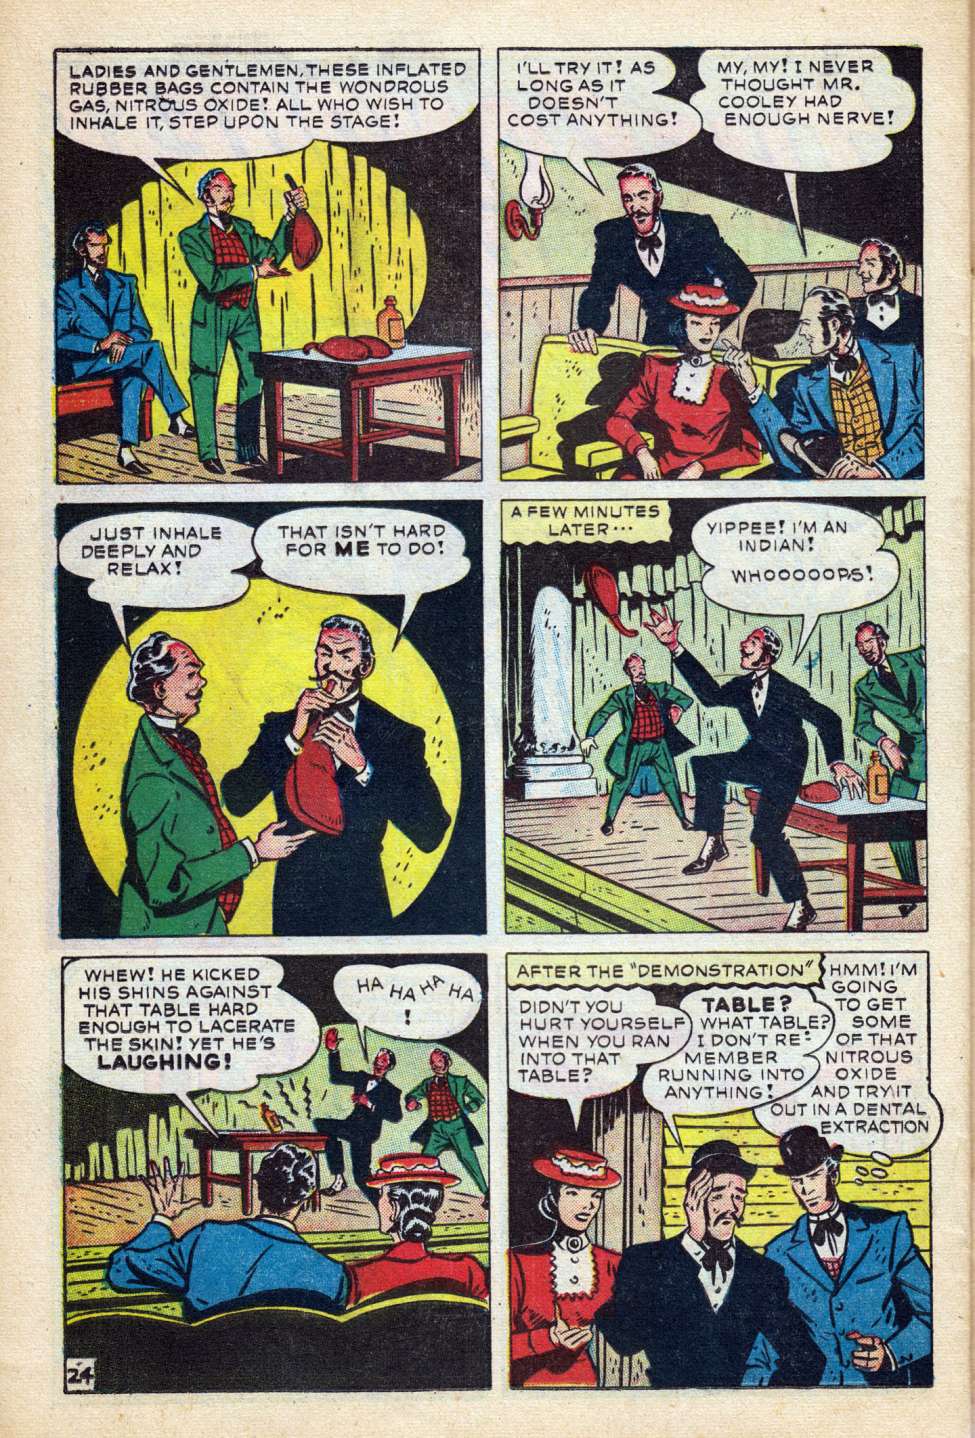 LADIES AND GENTLEMEN, THESE INFLATED
RUBBER BAGS CONTAIN THE WONDROUS
GAS, NITROUS OXIDE! ALL WHO WISH TO
INHALE IT, STEP UPON THE STAGE!
I'LL TRY IT! AS
LONG AS IT
DOESN'T
COST ANYTHING!
MY, MY! I NEVER
THOUGHT MR.
COOLEY HAD
ENOUGH NERVE!
JUST INHALE
DEEPLY AND
RELAX!
THAT ISN'T HARD
FOR ME TO DO!
A FEW MINUTES
LATER...
YIPPEE! I'M AN
INDIAN!
WHOOOOOPS!
WHEW! HE KICKED
HIS SHINS AGAINST
THAT TABLE HARD
ENOUGH TO LACERATE
THE SKIN! YET HE'S
LAUGHING!
HA HA HA HA
!
AFTER THE "DEMONSTRATION"
DIDN'T YOU
HURT YOURSELF
WHEN YOU RAN
INTO THAT
TABLE?
TABLE?
WHAT TABLE?
I DON'T RE-
MEMBER
RUNNING INTO
ANYTHING!
HMM! I'M
GOING
TO GET
SOME
OF THAT
NITROUS
OXIDE
AND TRY IT
OUT IN A DENTAL
EXTRACTION
24